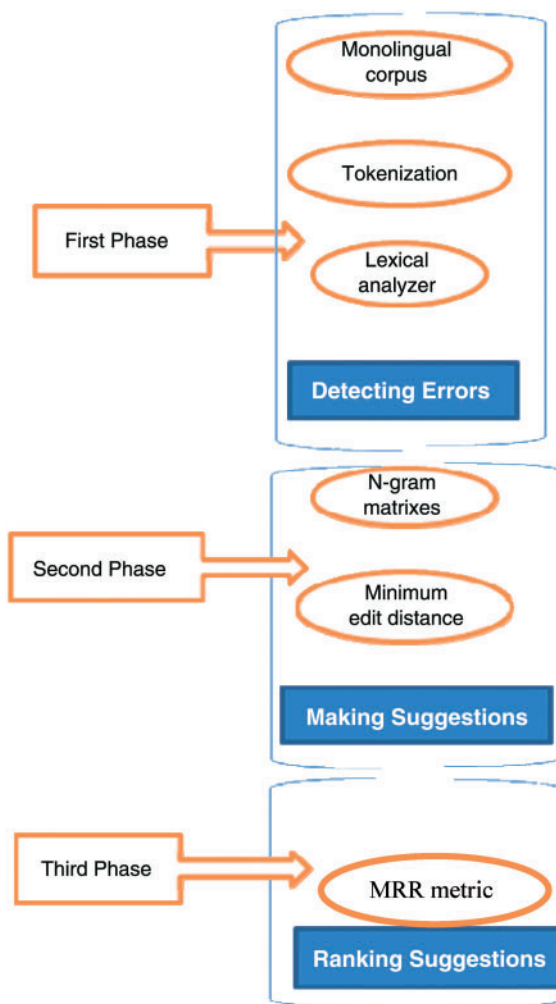 Monolingual
corpus
Tokenization
First Phase
Lexical
analyzer
Detecting Errors
N-gram
matrixes
Second Phase
Minimum
edit distance
Making Suggestions
Third Phase
MRR metric
Ranking Suggestions